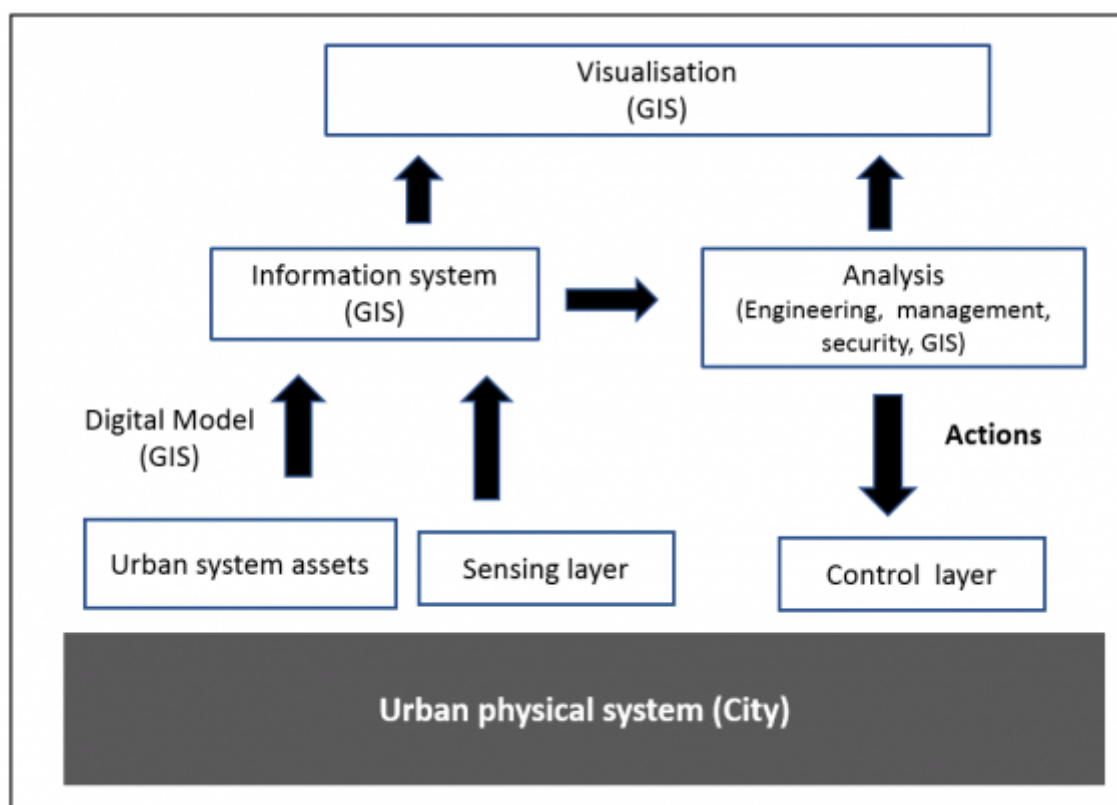 Visualisation
(GIS)
Information system
(GIS)
Analysis
(Engineering, management,
security, GIS)
Digital Model
(GIS)
Actions
Urban system assets
Sensing layer
Control layer
Urban physical system (City)